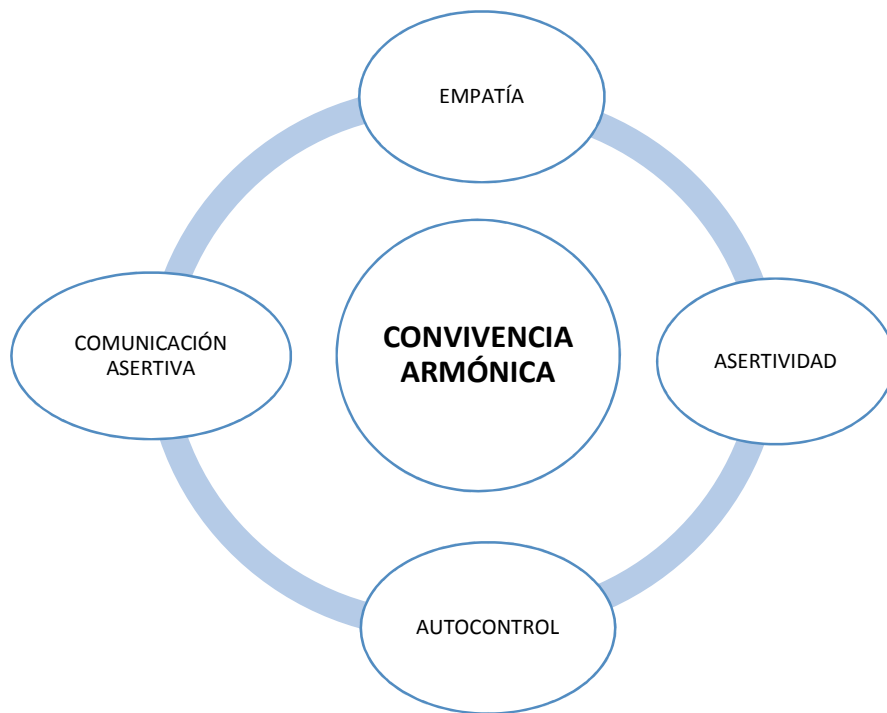 EMPATÍA
COMUNICACIÓN
ASERTIVA
CONVIVENCIA
ARMÓNICA
ASERTIVIDAD
AUTOCONTROL